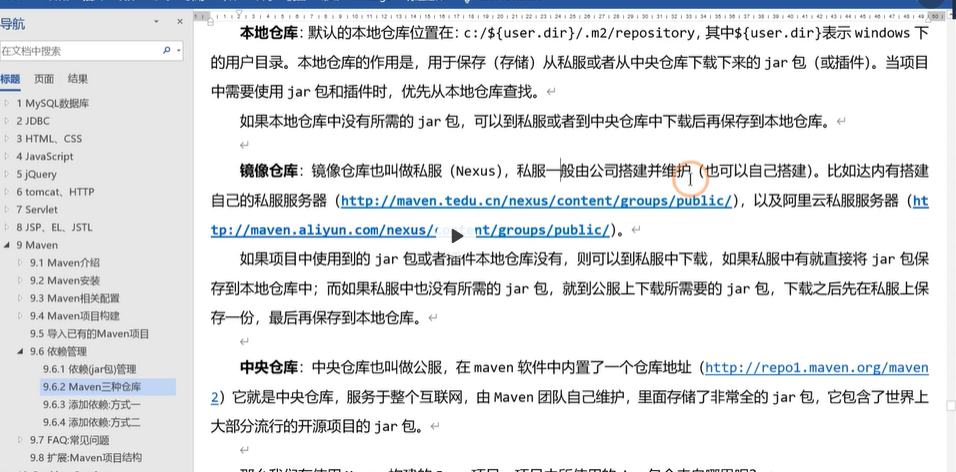 导航
在文档中搜索
标题 页面 结果
1 MySQL数据库
2 JDBC
3 HTML、CSS
4 JavaScript
5 jQuery
6 tomcat、HTTP
7 Servlet
8 JSP、EL、JSTL
9 Maven
9.1 Maven介绍
9.2 Maven安装
9.3 Maven相关配置
9.4 Maven项目构建
9.5 导入已有的Maven项目
9.6 依赖管理
9.6.1 依赖(jar包)管理
9.6.2 Maven三种仓库
9.6.3 添加依赖:方式一
9.6.4 添加依赖:方式二
9.7 FAQ:常见问题
9.8 扩展:Maven项目结构
本地仓库：默认的本地仓库位置在：c:/${user.dir}/.m2/repository，其中${user.dir}表示 windows 下
的用户目录。本地仓库的作用是，用于保存（存储）从私服或者从中央仓库下载下来的 jar 包（或插件）。当项目
中需要使用 jar 包和插件时，优先从本地仓库查找。
如果本地仓库中没有所需的 jar 包，可以到私服或者到中央仓库中下载后再保存到本地仓库。
镜像仓库：镜像仓库也叫做私服（Nexus），私服一般由公司搭建并维护（也可以自己搭建）。比如达内有搭建
自己的私服服务器（http://maven.tedu.cn/nexus/content/groups/public/），以及阿里云私服服务器（ht
tp://maven.aliyun.com/nexus/ /groups/public/）。
如果项目中使用到的 jar 包或者插件本地仓库没有，则可以到私服中下载，如果私服中有就直接将 jar 包保
存到本地仓库中；而如果私服中也没有所需的 jar 包，就到公服上下载所需要的 jar 包，下载之后先在私服上保
存一份，最后再保存到本地仓库。
中央仓库：中央仓库也叫做公服，在 maven 软件中内置了一个仓库地址（http://repo1.maven.org/maven
2）它就是中央仓库，服务于整个互联网，由 Maven 团队自己维护，里面存储了非常全的 jar 包，它包含了世界上
大部分流行的开源项目的 jar 包。